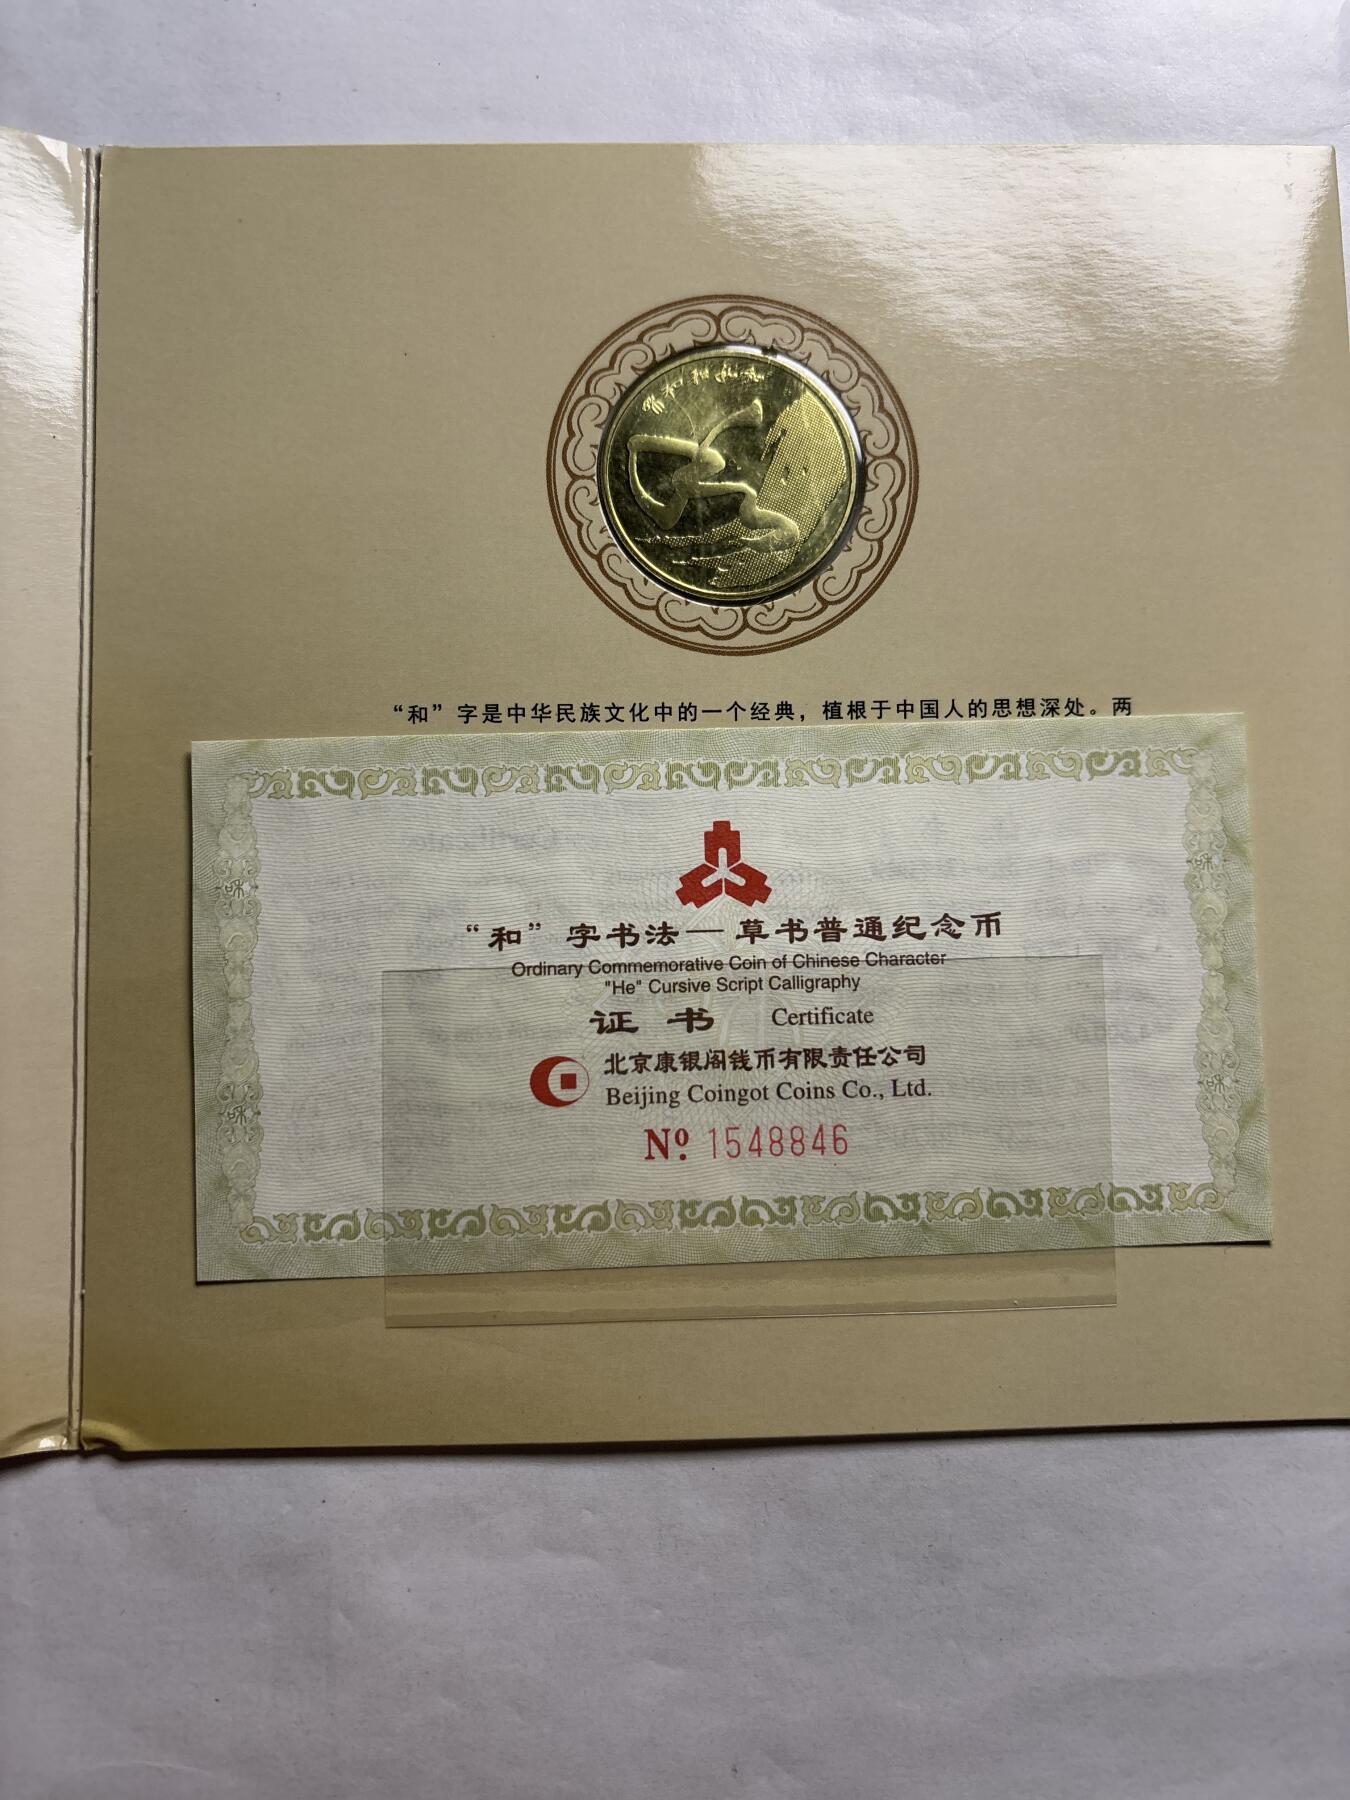 “和”字是中华民族文化中的一个经典，植根于中国人的思想深处。两
“和”字书法—草书普通纪念币
Ordinary Commemorative Coin of Chinese Character
"He" Cursive Script Calligraphy
证书 Certificate
北京康银阁钱币有限责任公司
Beijing Coingot Coins Co., Ltd.
Nº 1548846